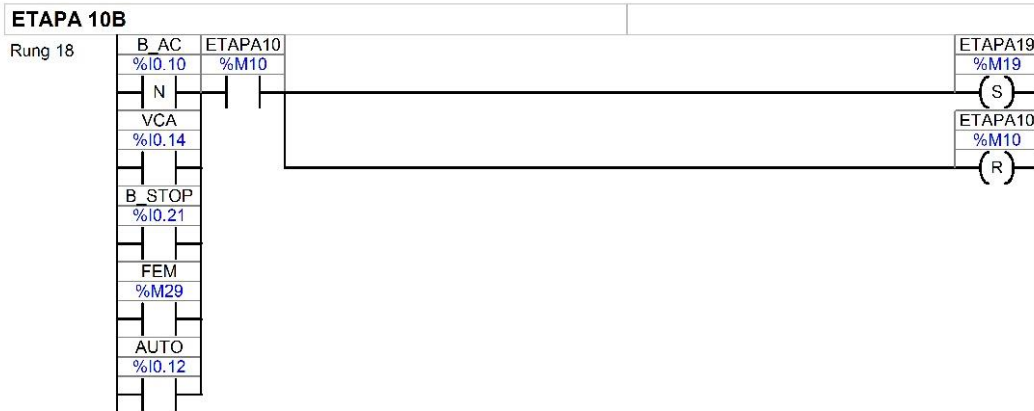 ETAPA 10B
Rung 18
B_AC ETAPA10 ETAPA19
%I0.10 %M10 %M19
N S
VCA ETAPA10
%I0.14 %M10
R
B_STOP
%I0.21
FEM
%M29
AUTO
%I0.12